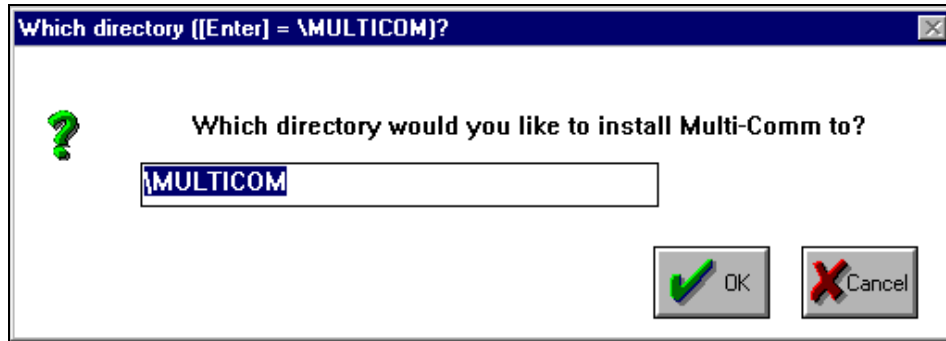 Which directory ([Enter] = \MULTICOM)?
Which directory would you like to install Multi-Comm to?
\MULTICOM
OK
Cancel